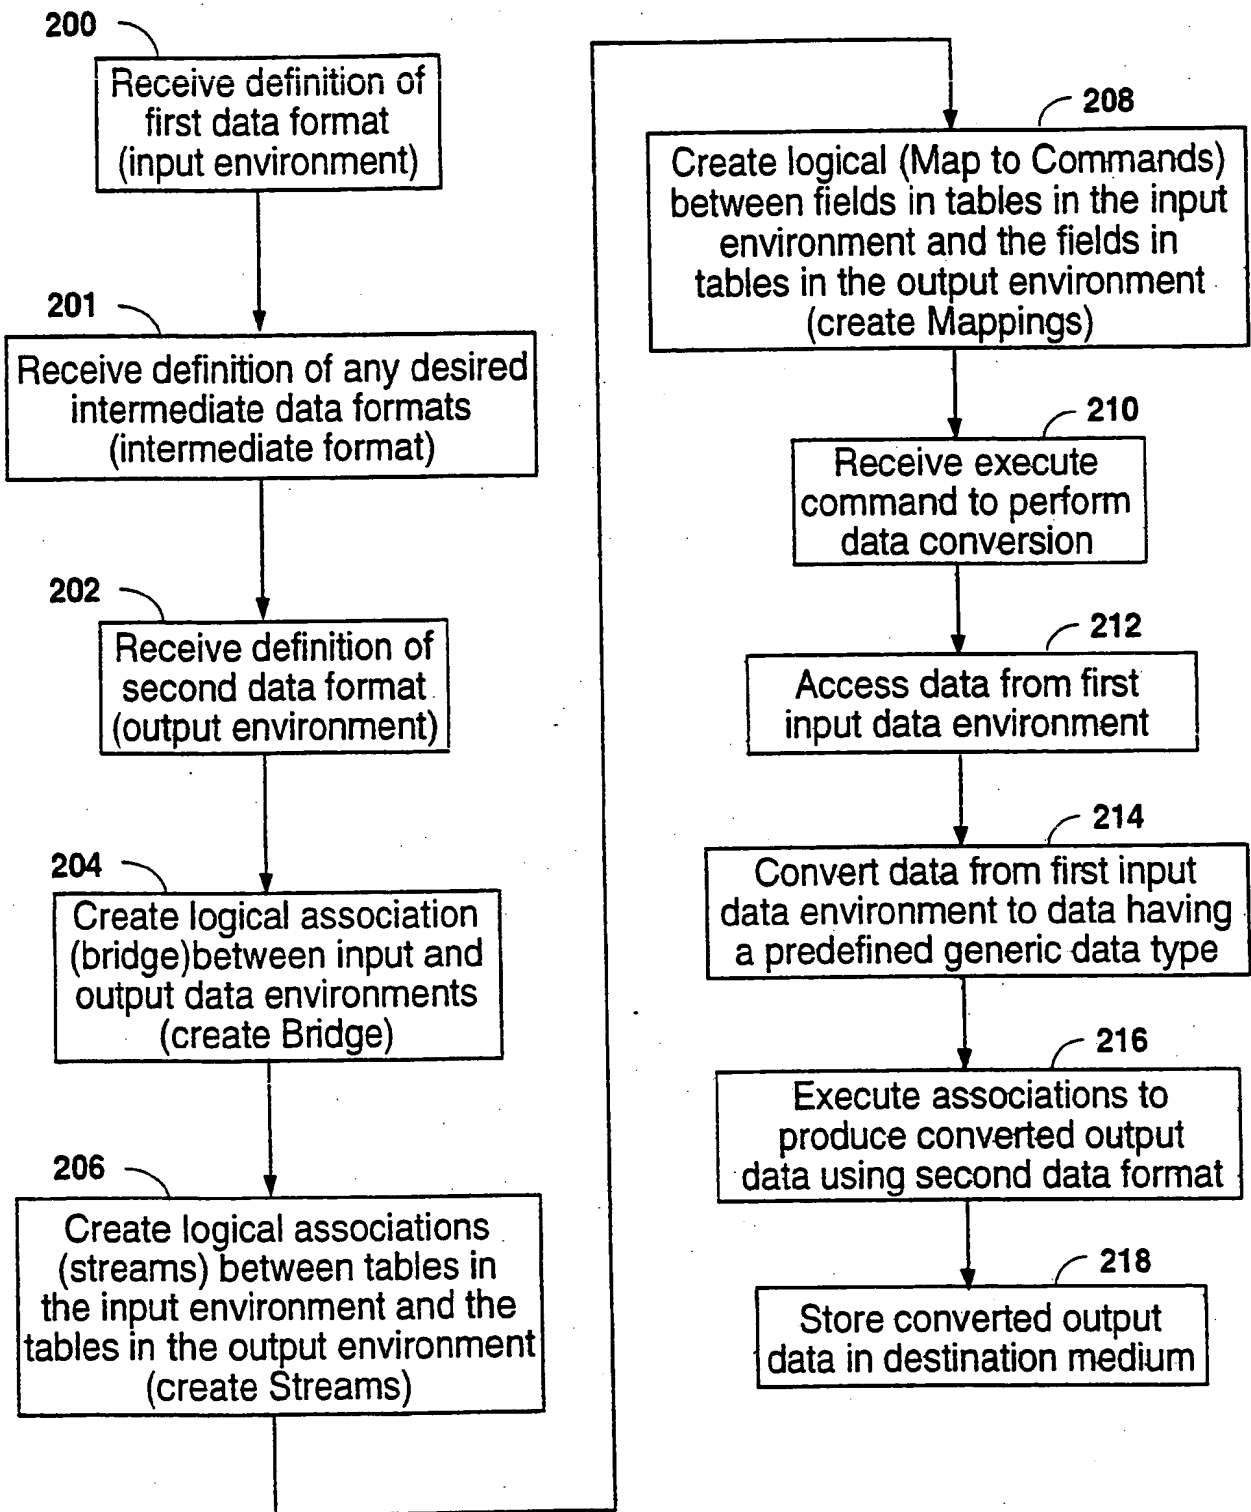 200
Receive definition of
first data format
(input environment)
201
Receive definition of any desired
intermediate data formats
(intermediate format)
202
Receive definition of
second data format
(output environment)
204
Create logical association
(bridge)between input and
output data environments
(create Bridge)
206
Create logical associations
(streams) between tables in
the input environment and the
tables in the output environment
(create Streams)
208
Create logical (Map to Commands)
between fields in tables in the input
environment and the fields in
tables in the output environment
(create Mappings)
210
Receive execute
command to perform
data conversion
212
Access data from first
input data environment
214
Convert data from first input
data environment to data having
a predefined generic data type
216
Execute associations to
produce converted output
data using second data format
218
Store converted output
data in destination medium